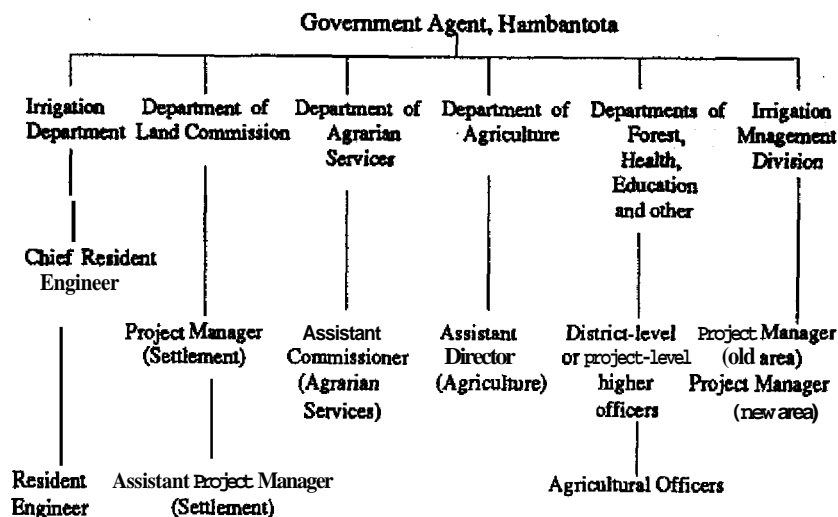 Government Agent, Hambantota
Irrigation
Department
Department of
Land Commission
Department of
Agrarian
Services
Department of
Agriculture
Departments of
Forest,
Health,
Education
and other
Irrigation
Mnagement
Division
Chief Resident
Engineer
Project Manager
(Settlement)
Assistant
Commissioner
(Agrarian
Services)
Assistant
Director
(Agriculture)
District-level
or project-level
higher
officers
Project Manager
(old area)
Project Manager
(new area)
Resident
Engineer
Assistant Project Manager
(Settlement)
Agricultural Officers